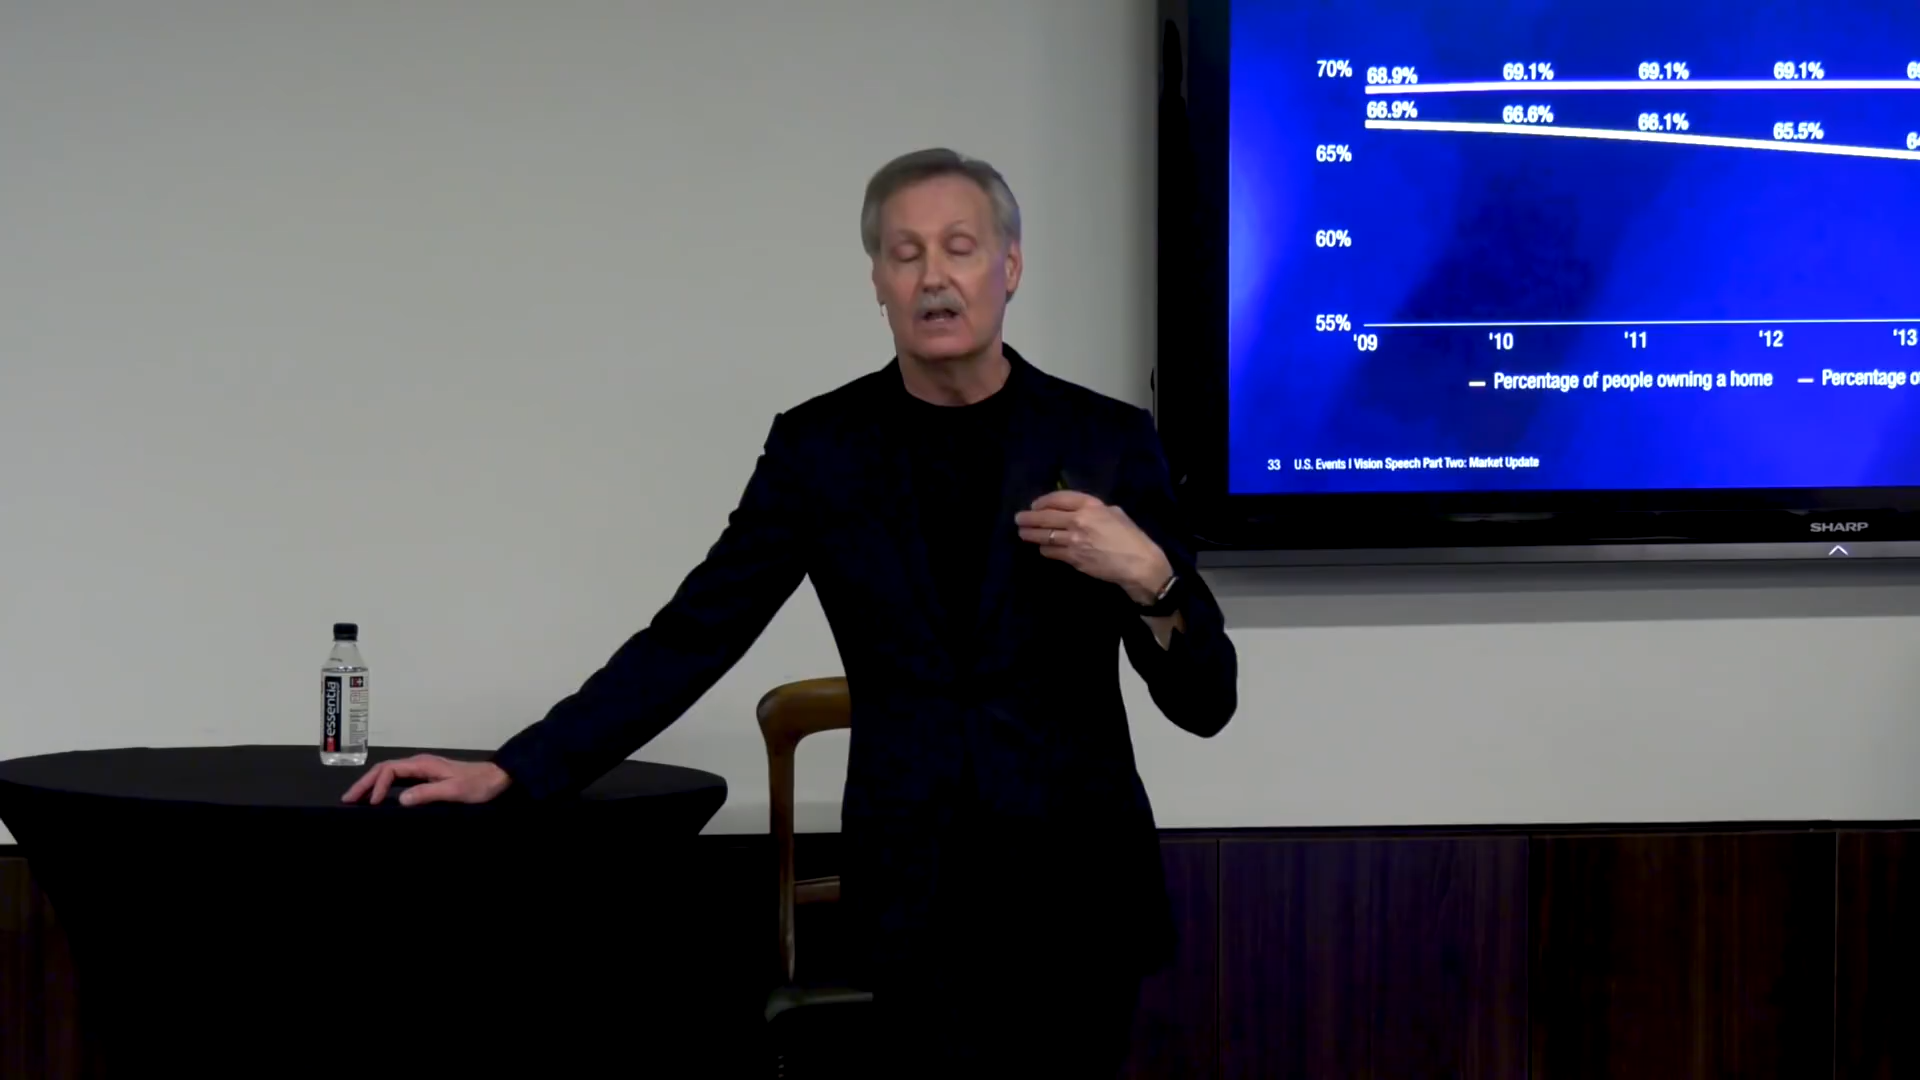 70%
68.9% 69.1% 69.1% 69.1%
66.9% 66.6% 66.1% 65.5%
65%
60%
55%
'09 '10 '11 '12 '13
Percentage of people owning a home Percentage
33 U.S. Events | Vision Speech Part Two: Market Update
SHARP
essentia